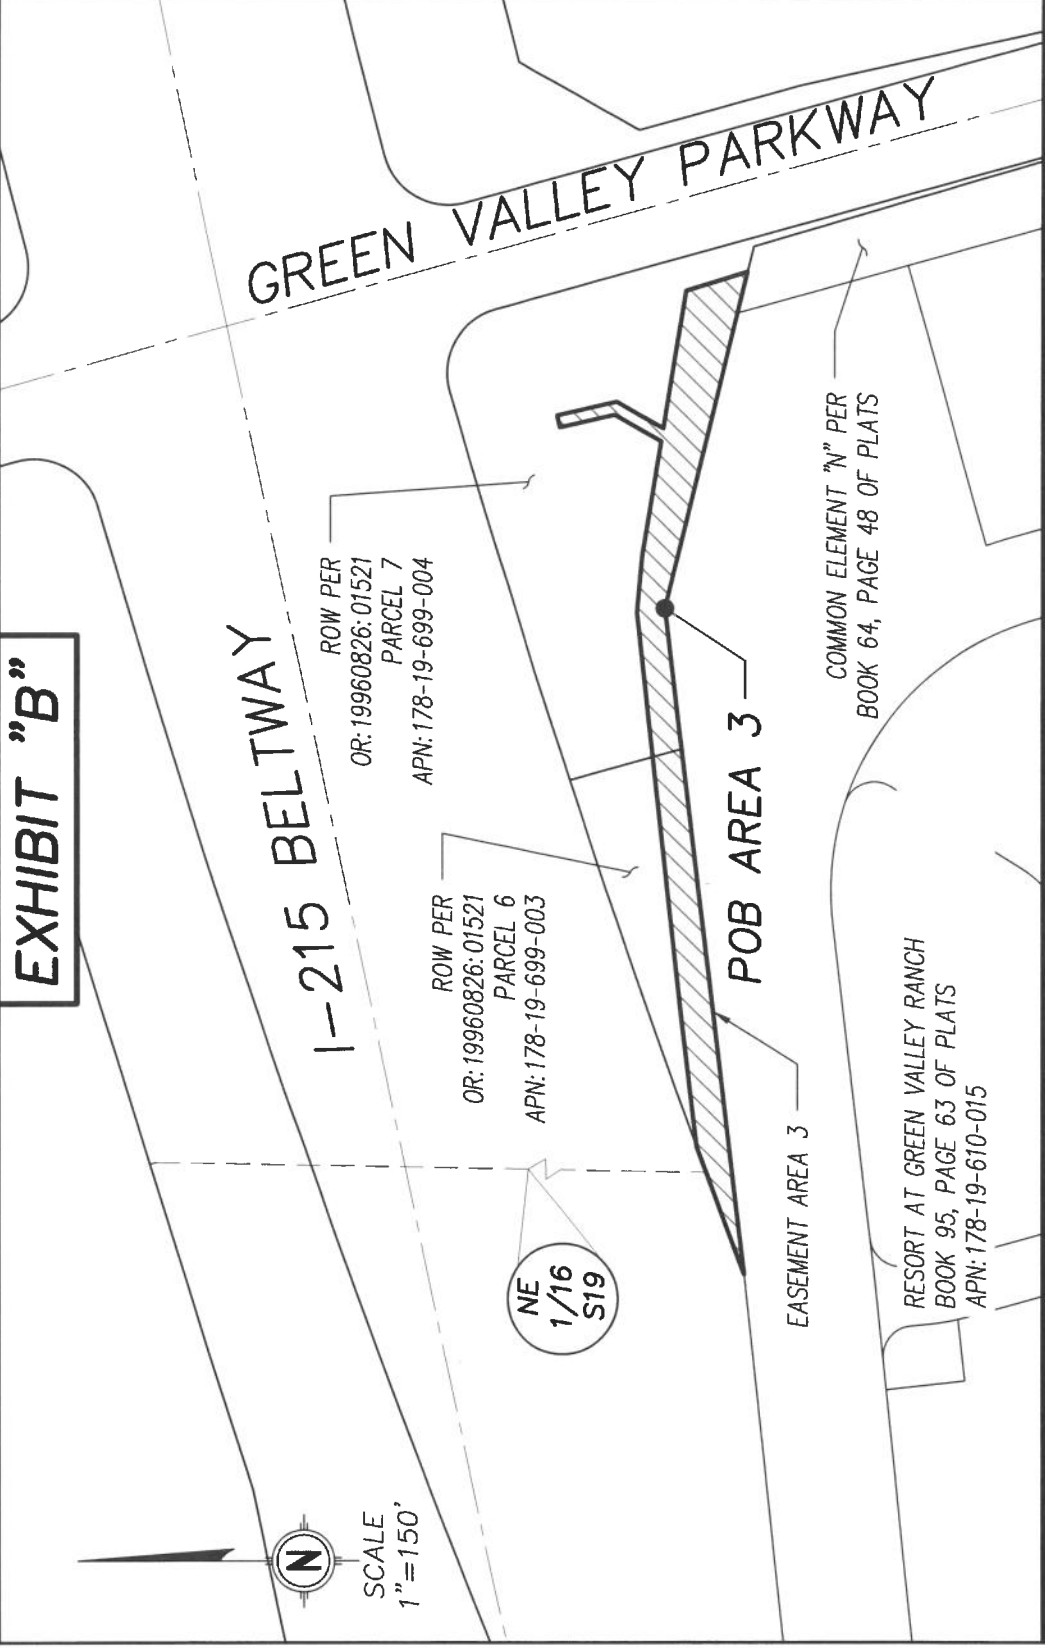 EXHIBIT "B"
GREEN VALLEY PARKWAY
I-215 BELTWAY
ROW PER
OR:19960826:01521
PARCEL 7
APN:178-19-699-004
ROW PER
OR:19960826:01521
PARCEL 6
APN:178-19-699-003
NE
1/16
S19
N
SCALE
1"=150'
POB AREA 3
EASEMENT AREA 3
COMMON ELEMENT "N" PER
BOOK 64, PAGE 48 OF PLATS
RESORT AT GREEN VALLEY RANCH
BOOK 95, PAGE 63 OF PLATS
APN:178-19-610-015